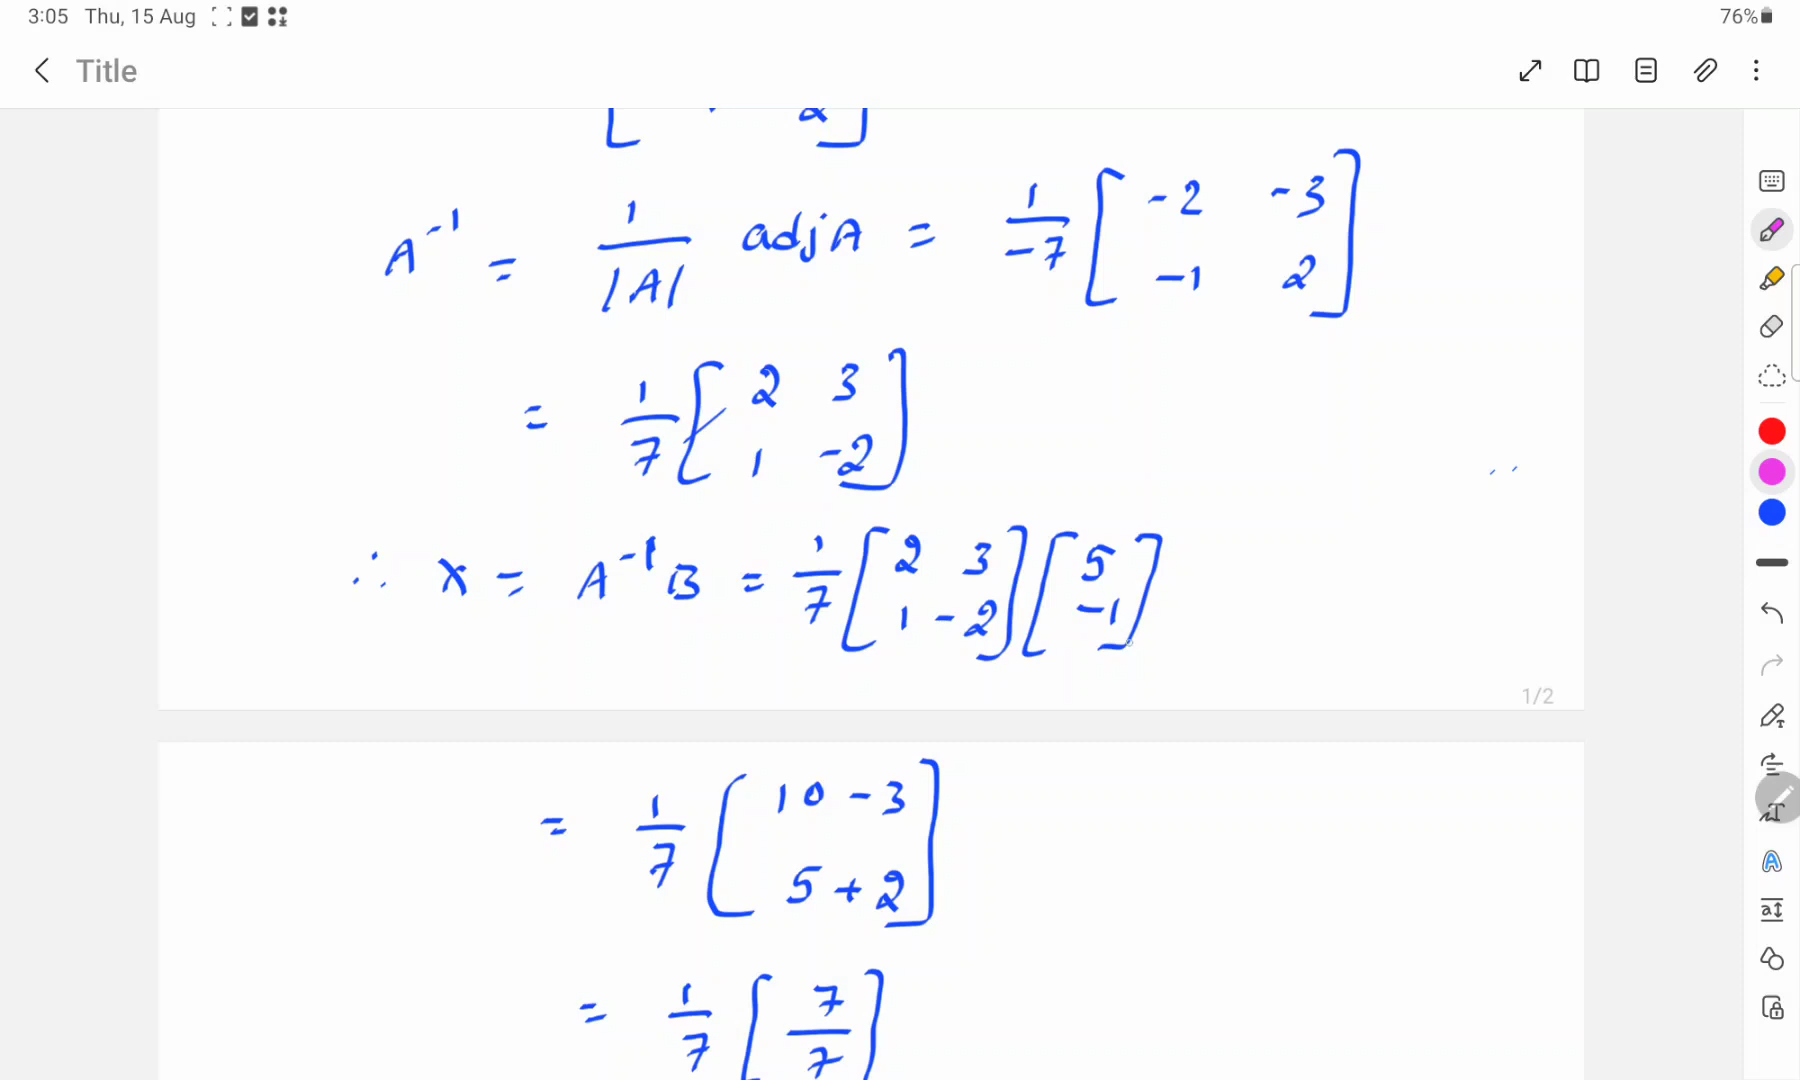 3:05 Thu, 15 Aug 76%
Title
2
A⁻¹ = 1/|A| adjA = 1/-7 [ -2 -3
-1 2 ]
= 1/7 [ 2 3
1 -2 ]
∴ X = A⁻¹B = 1/7 [ 2 3
1 -2 ] [ 5
-1 ]
1/2
= 1/7 [ 10 - 3
5 + 2 ]
= 1/7 [ 7
7 ]